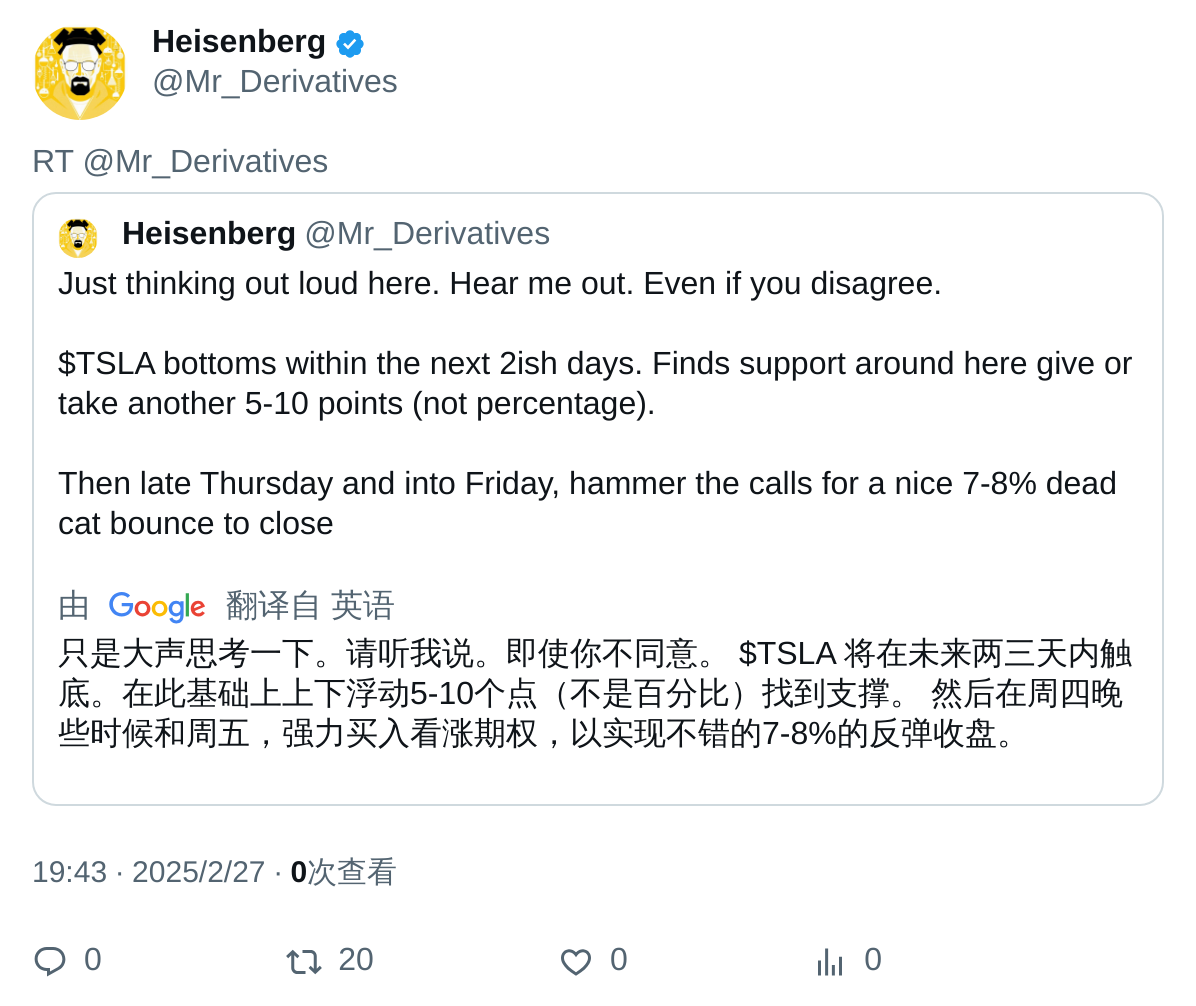 Heisenberg
@Mr_Derivatives
RT @Mr_Derivatives
Heisenberg @Mr_Derivatives
Just thinking out loud here. Hear me out. Even if you disagree.
$TSLA bottoms within the next 2ish days. Finds support around here give or
take another 5-10 points (not percentage).
Then late Thursday and into Friday, hammer the calls for a nice 7-8% dead
cat bounce to close
由 Google 翻译自 英语
只是大声思考一下。请听我说。即使你不同意。 $TSLA 将在未来两三天内触
底。在此基础上上下浮动5-10个点（不是百分比）找到支撑。 然后在周四晚
些时候和周五，强力买入看涨期权，以实现不错的7-8%的反弹收盘。
19:43 · 2025/2/27 · 0次查看
0 20 0 0